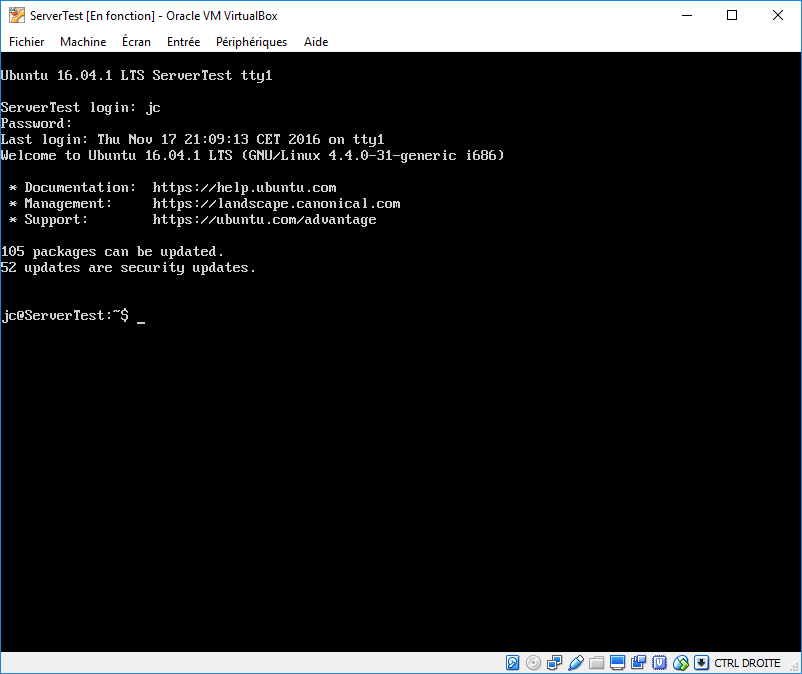 ServerTest [En fonction] - Oracle VM VirtualBox
Fichier Machine Écran Entrée Périphériques Aide
Ubuntu 16.04.1 LTS ServerTest tty1
ServerTest login: jc
Password:
Last login: Thu Nov 17 21:09:13 CET 2016 on tty1
Welcome to Ubuntu 16.04.1 LTS (GNU/Linux 4.4.0-31-generic i686)
* Documentation: https://help.ubuntu.com
* Management: https://landscape.canonical.com
* Support: https://ubuntu.com/advantage
105 packages can be updated.
52 updates are security updates.
jc@ServerTest:~$ _
CTRL DROITE